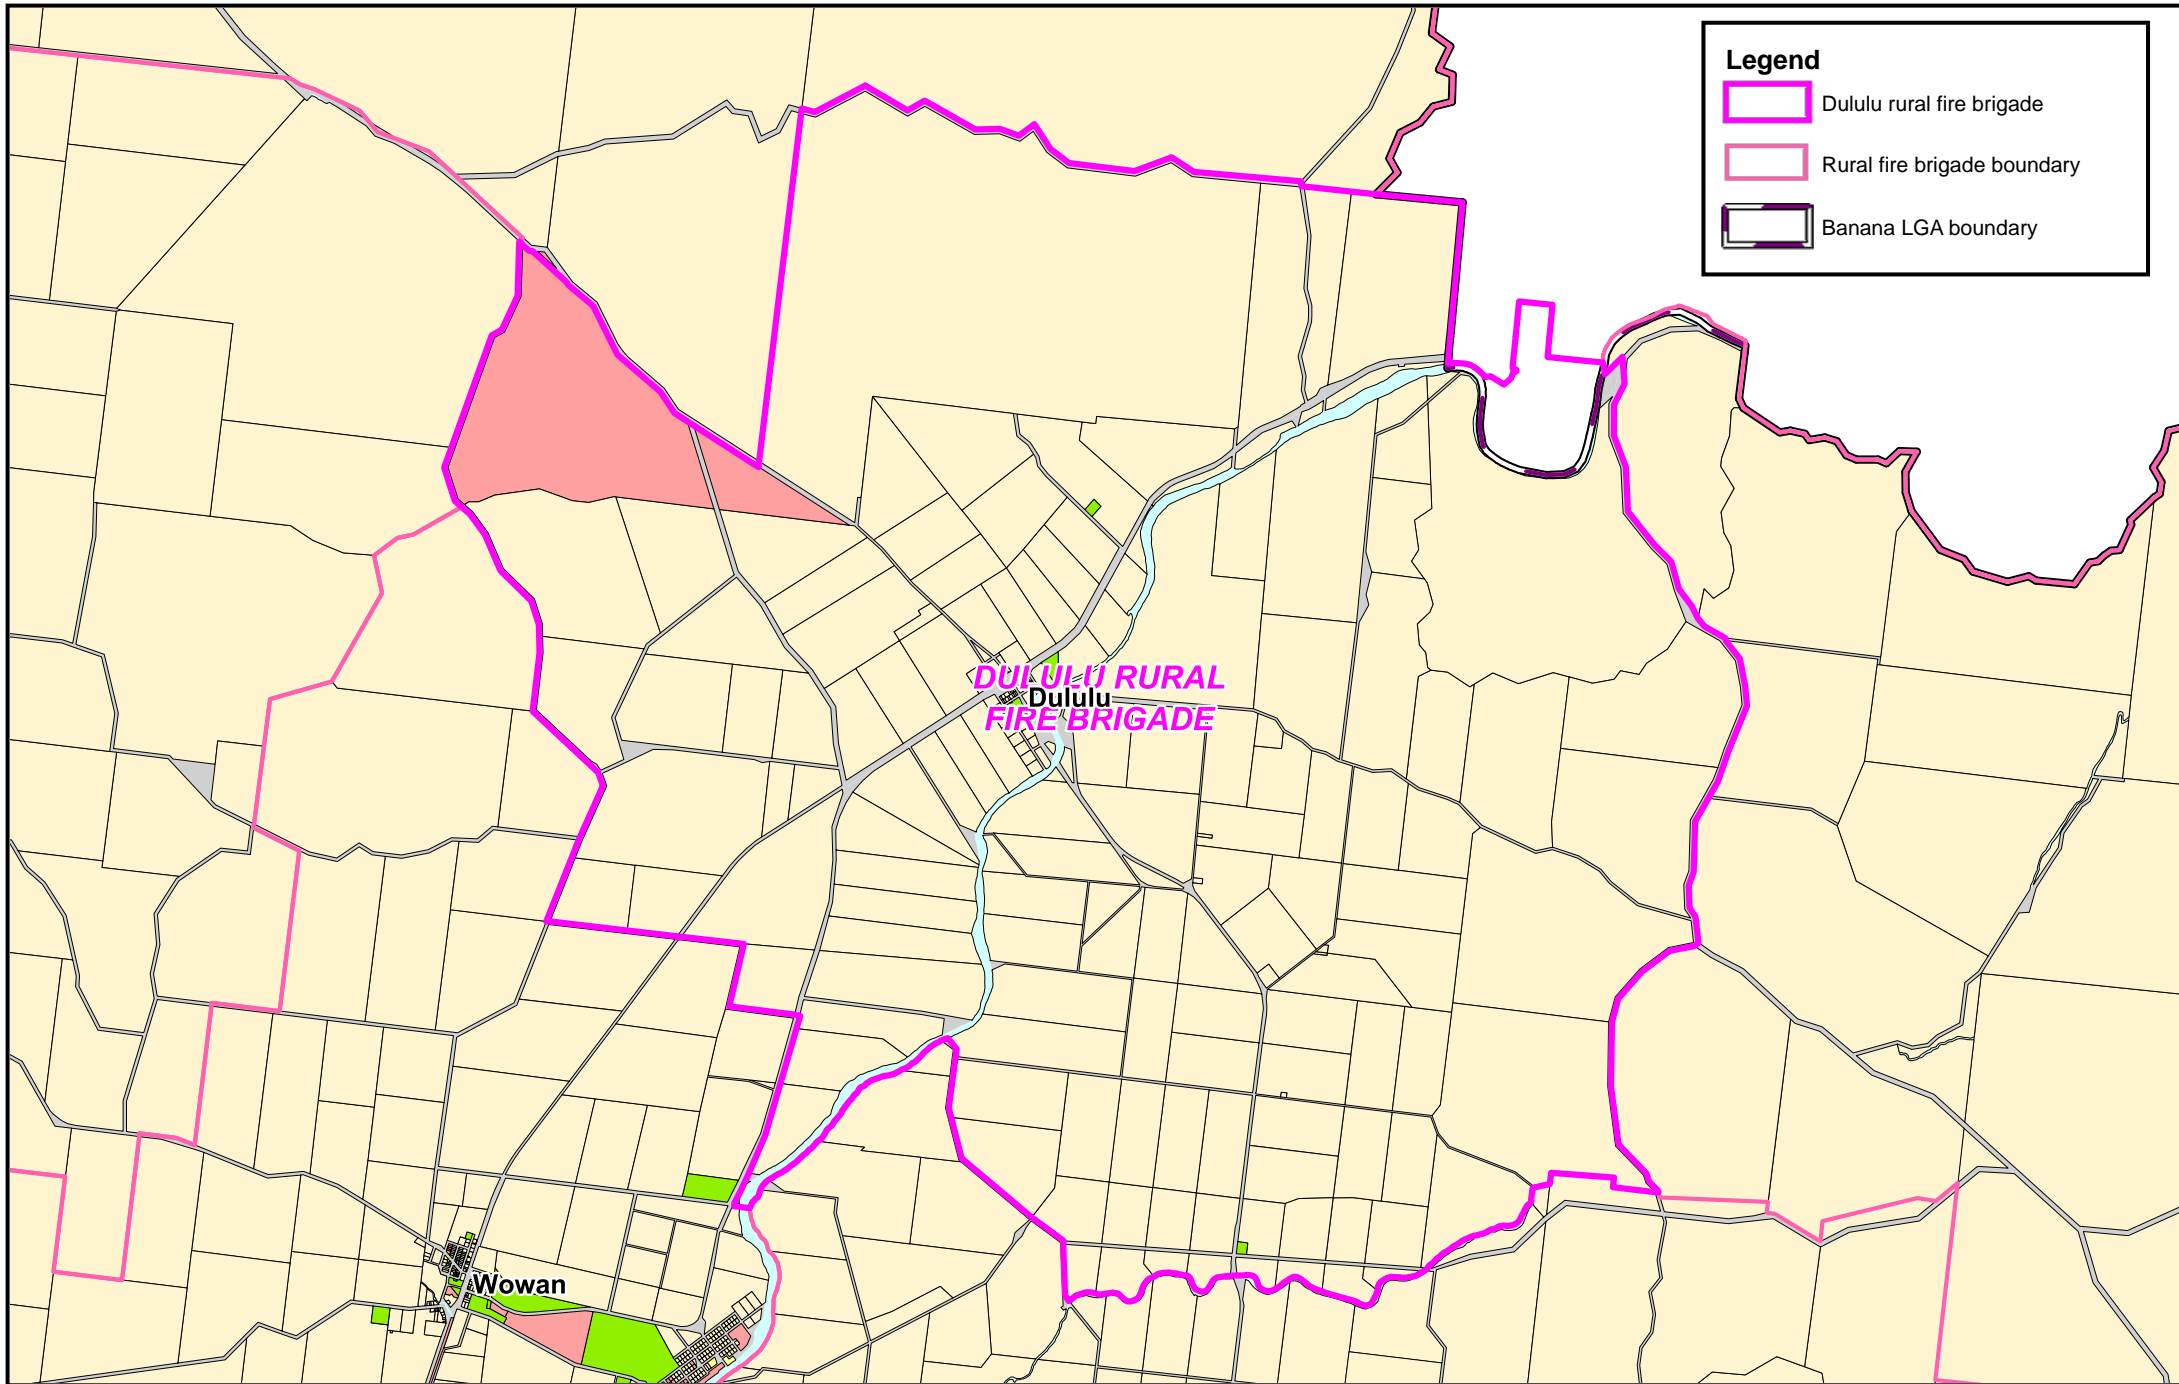 Legend
Dululu rural fire brigade
Rural fire brigade boundary
Banana LGA boundary
DULULU RURAL
Dululu
FIRE BRIGADE
Wowan